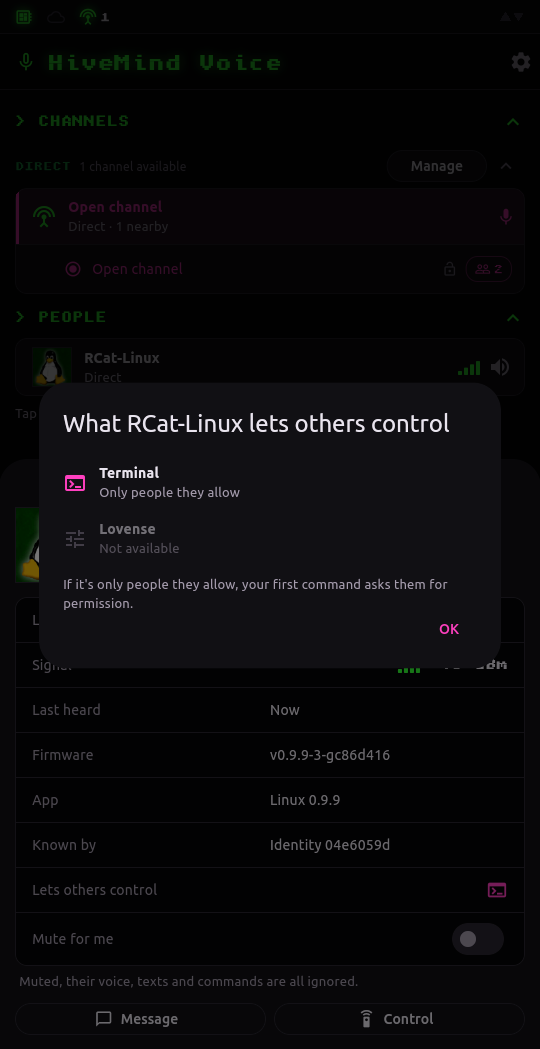 1
HiveMind Voice
CHANNELS
DIRECT 1 channel available
Manage
Open channel
Direct · 1 nearby
Open channel
2
PEOPLE
RCat-Linux
Direct
Tap
What RCat-Linux lets others control
Terminal
Only people they allow
Lovense
Not available
If it's only people they allow, your first command asks them for
permission.
OK
L
Signal
Last heard Now
Firmware v0.9.9-3-gc86d416
App Linux 0.9.9
Known by Identity 04e6059d
Lets others control
Mute for me
Muted, their voice, texts and commands are all ignored.
Message Control